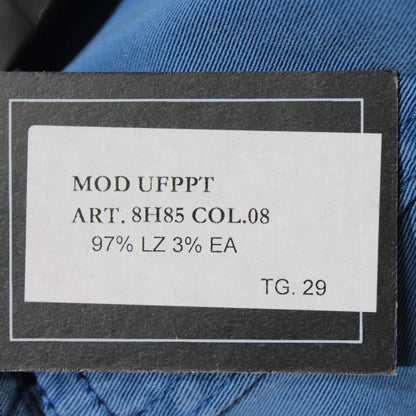 MOD UFPPT
ART. 8H85 COL.08
97% LZ 3% EA
TG. 29